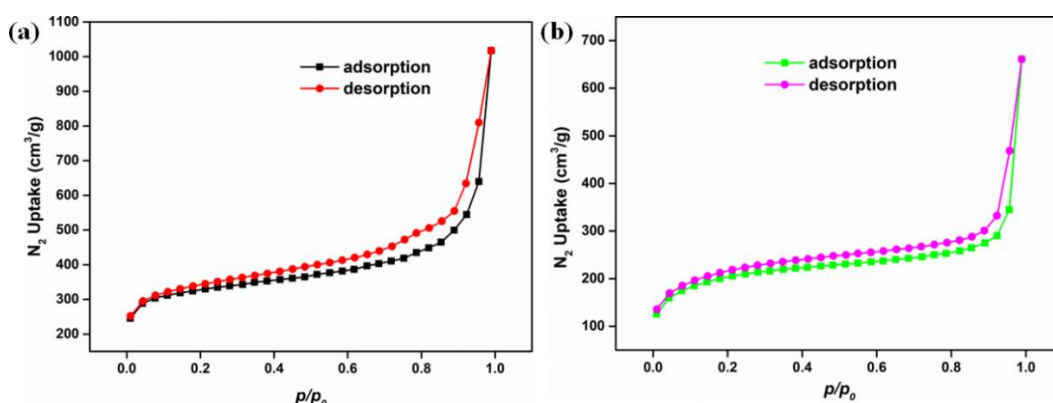 (a)
1100
1000
900
800
700
600
500
400
300
200
N₂ Uptake (cm³/g)
adsorption
desorption
0.0 0.2 0.4 0.6 0.8 1.0
p/p₀
(b)
700
600
500
400
300
200
100
N₂ Uptake (cm³/g)
adsorption
desorption
0.0 0.2 0.4 0.6 0.8 1.0
p/p₀